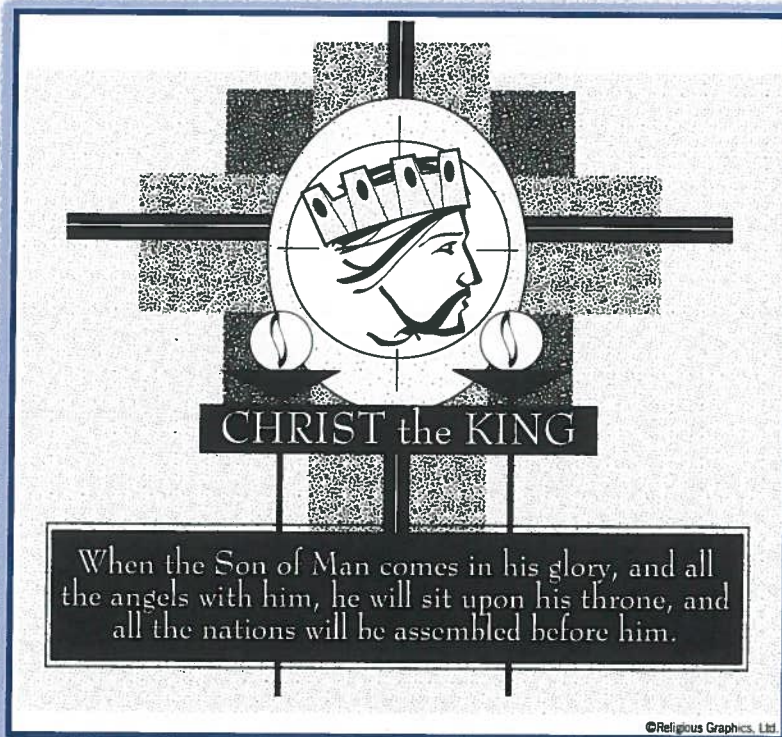 CHRIST the KING
When the Son of Man comes in his glory, and all
the angels with him, he will sit upon his throne, and
all the nations will be assembled before him.
©Religious Graphics, Ltd